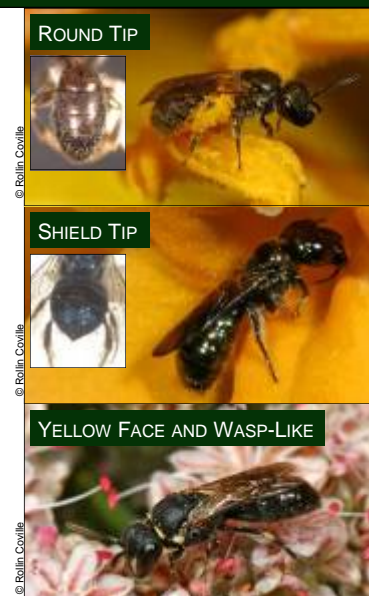 ROUND TIP
© Rollin Coville
SHIELD TIP
© Rollin Coville
YELLOW FACE AND WASP-LIKE
© Rollin Coville